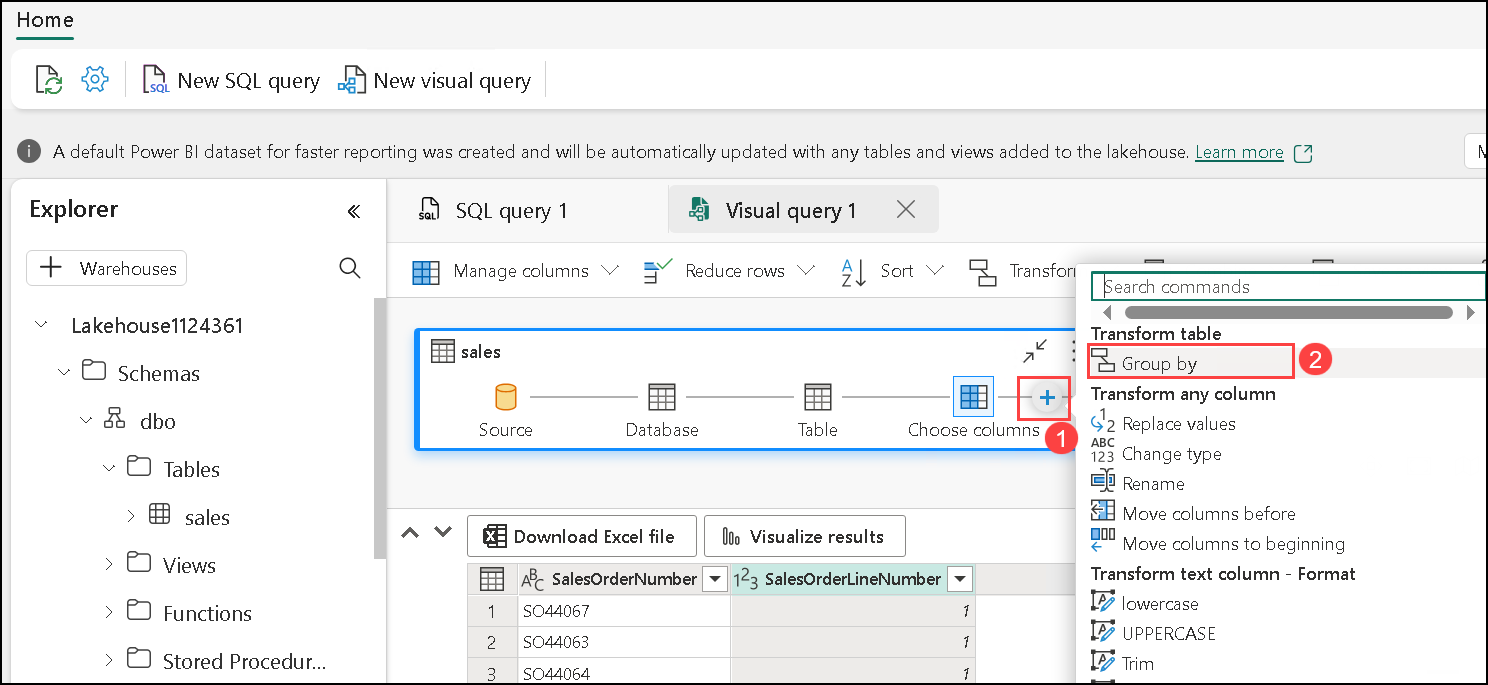 Home
New SQL query
New visual query
A default Power BI dataset for faster reporting was created and will be automatically updated with any tables and views added to the lakehouse. Learn more
Explorer
SQL query 1
Visual query 1
Warehouses
Manage columns
Reduce rows
Sort
Transfor
Search commands
Lakehouse1124361
Schemas
dbo
Tables
sales
Views
Functions
Stored Procedur...
sales
Source
Database
Table
Choose columns
1
Transform table
Group by
2
Transform any column
Replace values
Change type
Rename
Move columns before
Move columns to beginning
Transform text column - Format
lowercase
UPPERCASE
Trim
Download Excel file
Visualize results
SalesOrderNumber
SalesOrderLineNumber
1 SO44067 1
2 SO44063 1
3 SO44064 1